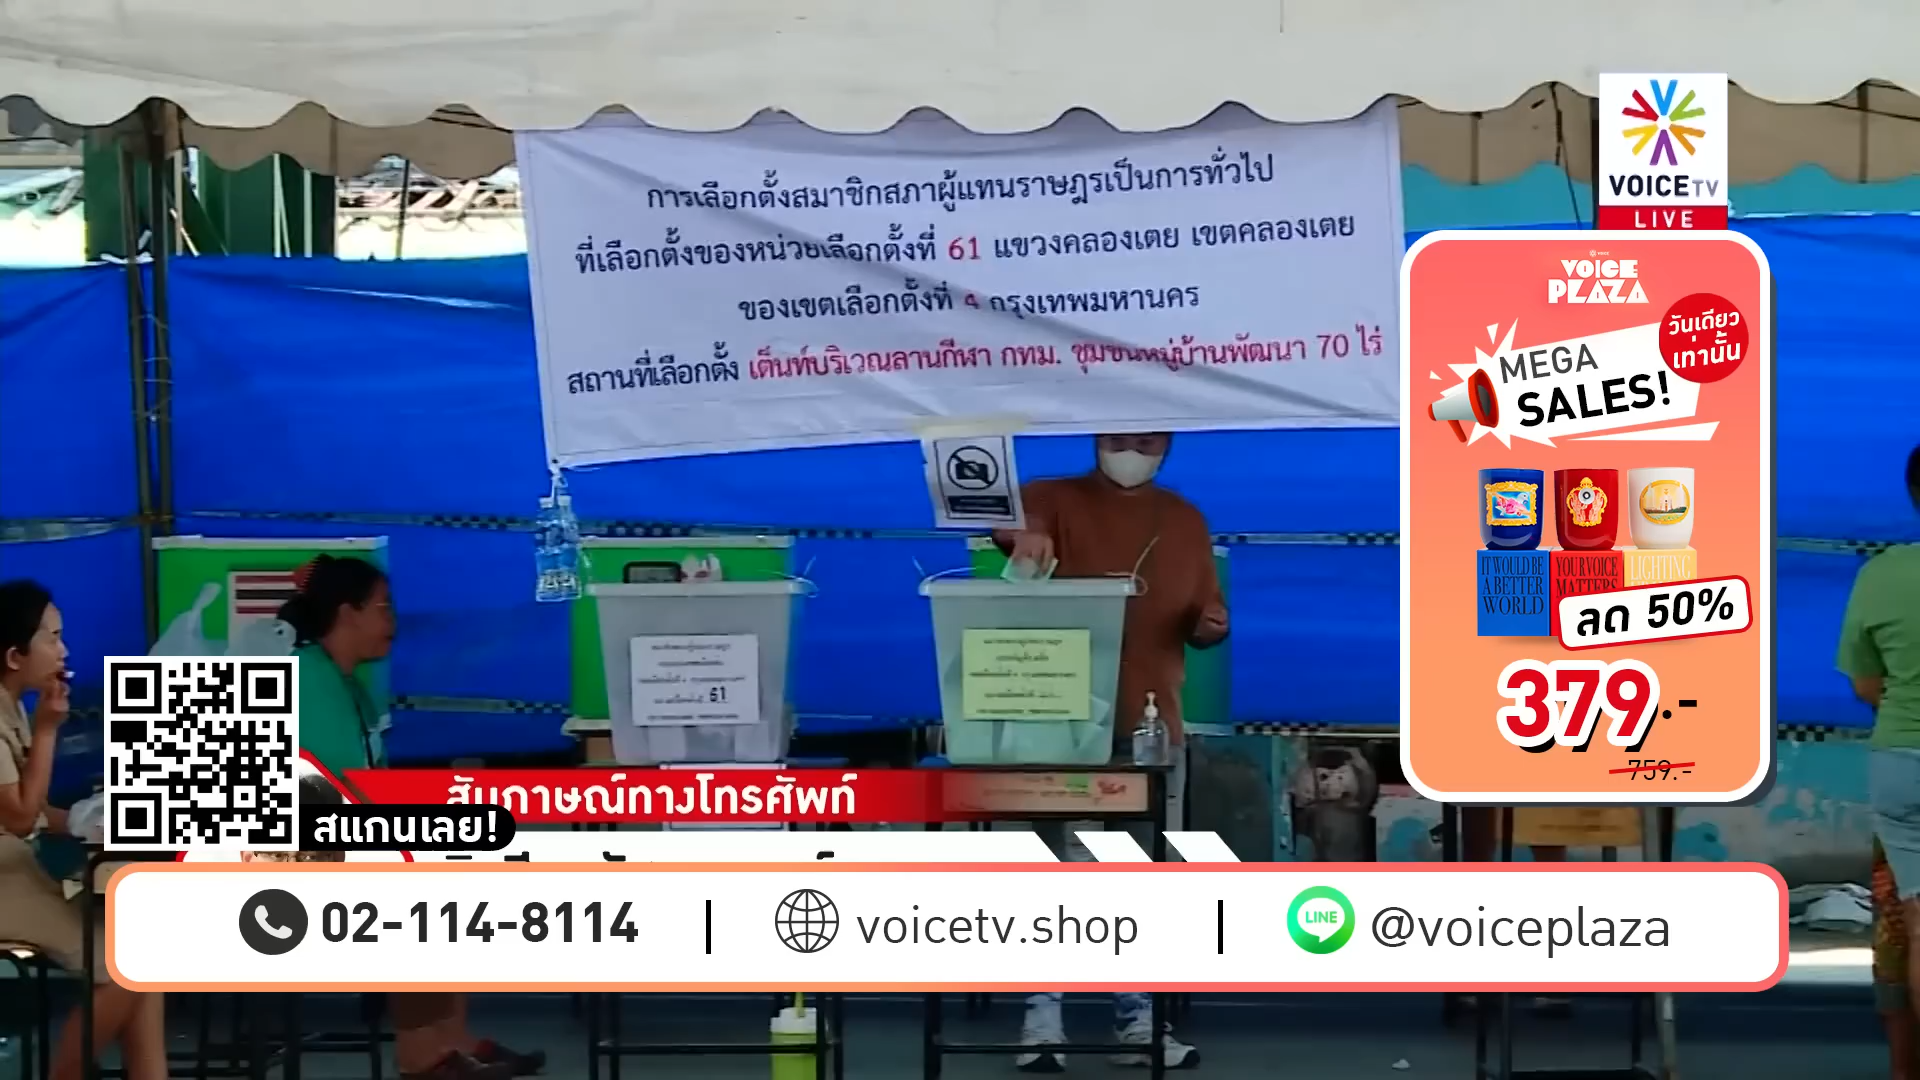 การเลือกตั้งสมาชิกสภาผู้แทนราษฎรเป็นการทั่วไป
ที่เลือกตั้งของหน่วยเลือกตั้งที่ 61 แขวงคลองเตย เขตคลองเตย
ของเขตเลือกตั้งที่ 4 กรุงเทพมหานคร
สถานที่เลือกตั้ง เต็นท์บริเวณลานกีฬา กทม. ชุมชนหมู่บ้านพัฒนา 70 ไร่
VOICETV
LIVE
VOICE
PLAZA
วันเดียว
เท่านั้น
MEGA
SALES!
IT WOULD BE
A BETTER
WORLD
YOUR VOICE
MATTERS
LIGHTING
ลด 50%
379.-
759.-
61
สัมภาษณ์ทางโทรศัพท์
สแกนเลย!
02-114-8114
voicetv.shop
LINE
@voiceplaza